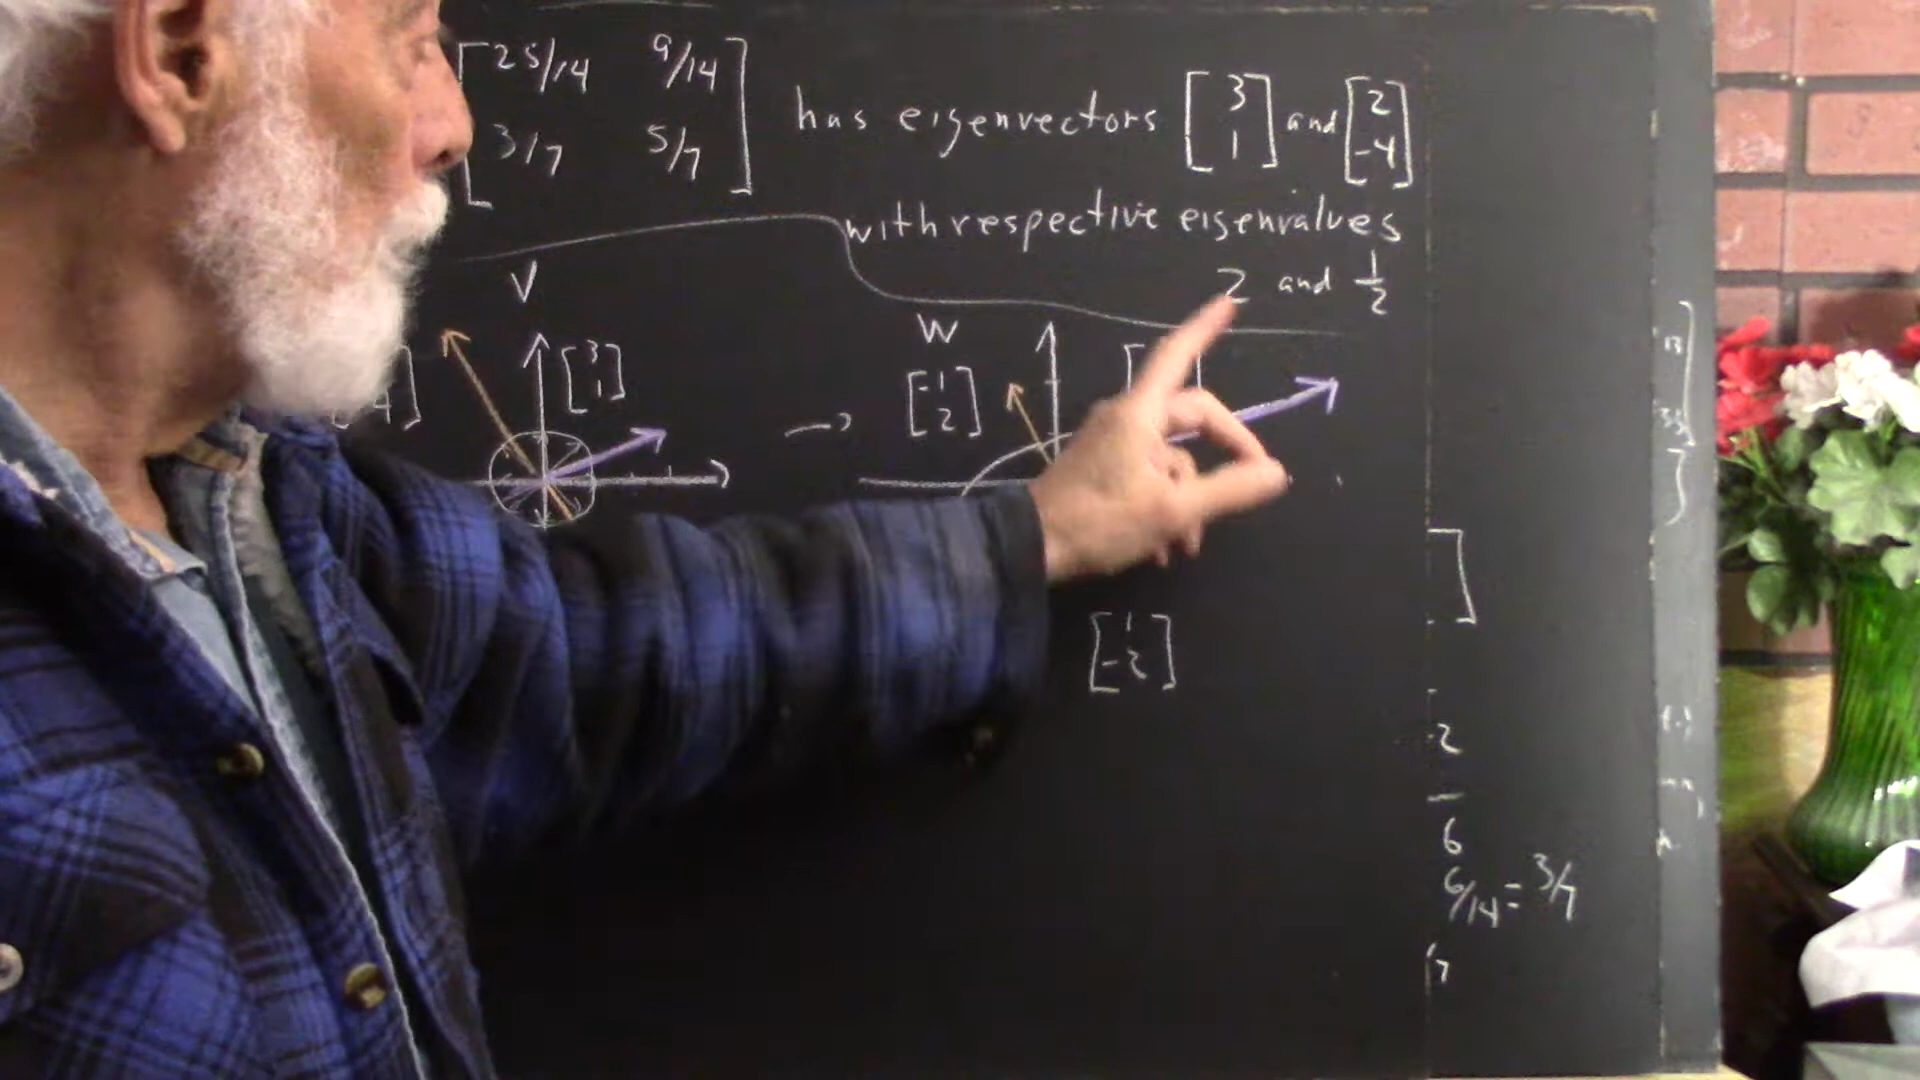 25/14 9/14
3/7 5/7
has eigenvectors [3 1] and [2 -4]
with respective eigenvalues
2 and 1/2
V
[3 1]
4]
→
W
[-1 2]
[1 -2]
-2
6
6/14 = 3/7